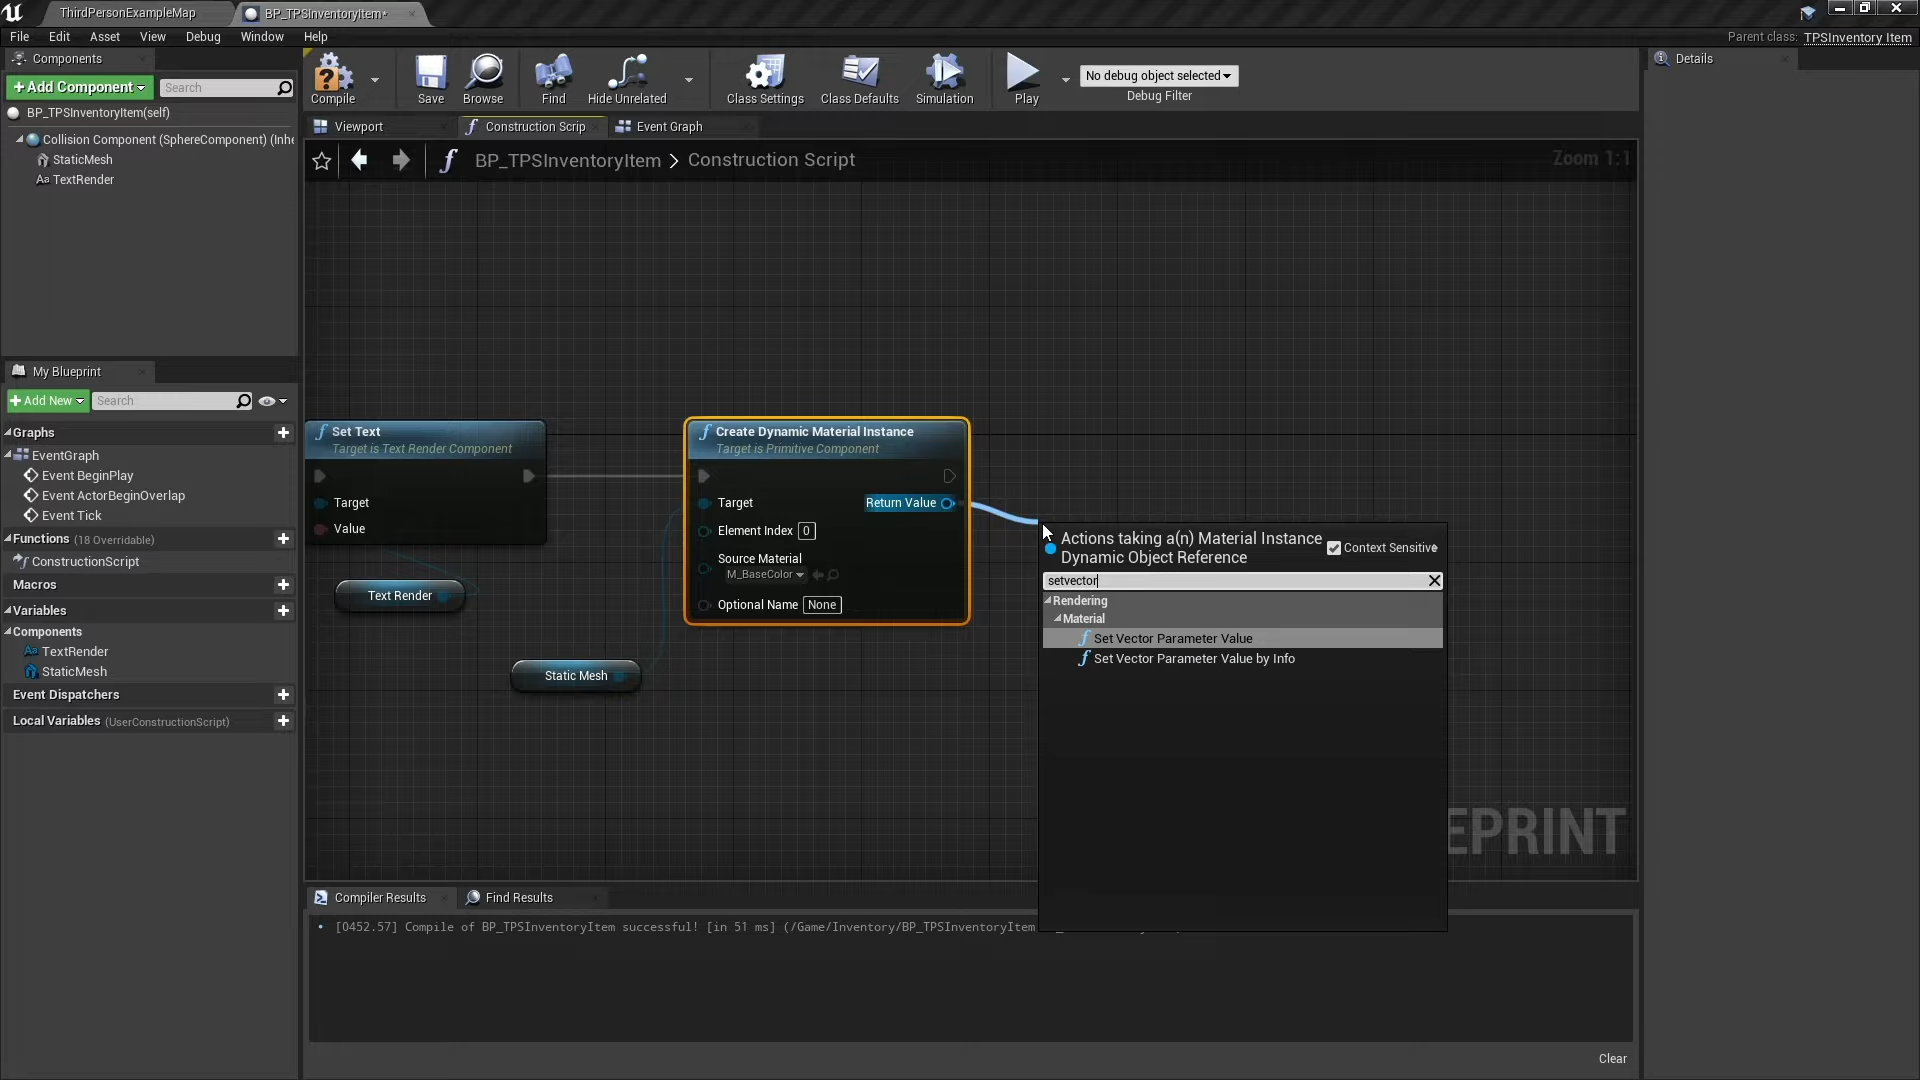 ThirdPersonExampleMap
BP_TPSInventoryItem*
File Edit Asset View Debug Window Help
Parent class: TPSInventory Item
Components
+ Add Component
Search
BP_TPSInventoryItem(self)
Collision Component (SphereComponent) (Inhe
StaticMesh
Aa TextRender
Compile
Save
Browse
Find
Hide Unrelated
Class Settings
Class Defaults
Simulation
Play
No debug object selected
Debug Filter
Details
Viewport
Construction Scrip
Event Graph
BP_TPSInventoryItem > Construction Script
Zoom 1:1
My Blueprint
+ Add New
Search
Graphs
EventGraph
Event BeginPlay
Event ActorBeginOverlap
Event Tick
Functions (18 Overridable)
ConstructionScript
Macros
Variables
Components
Aa TextRender
StaticMesh
Event Dispatchers
Local Variables (UserConstructionScript)
f Set Text
Target is Text Render Component
Target
Value
Text Render
Static Mesh
f Create Dynamic Material Instance
Target is Primitive Component
Target
Return Value
Element Index 0
Source Material
M_BaseColor
Optional Name None
Actions taking a(n) Material Instance
Dynamic Object Reference
Context Sensitive
setvector
Rendering
Material
f Set Vector Parameter Value
f Set Vector Parameter Value by Info
EPRINT
Compiler Results
Find Results
[0452.57] Compile of BP_TPSInventoryItem successful! [in 51 ms] (/Game/Inventory/BP_TPSInventoryItem
Clear